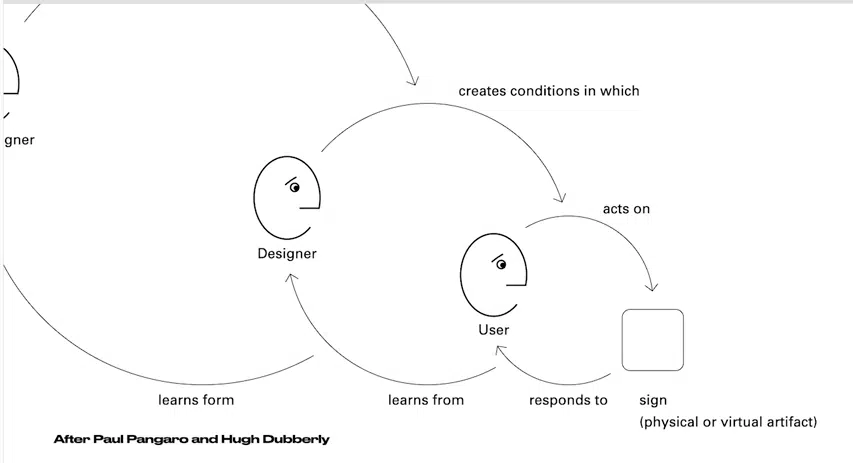 creates conditions in which
acts on
gner
Designer
User
learns form
learns from
responds to
sign
(physical or virtual artifact)
After Paul Pangaro and Hugh Dubberly